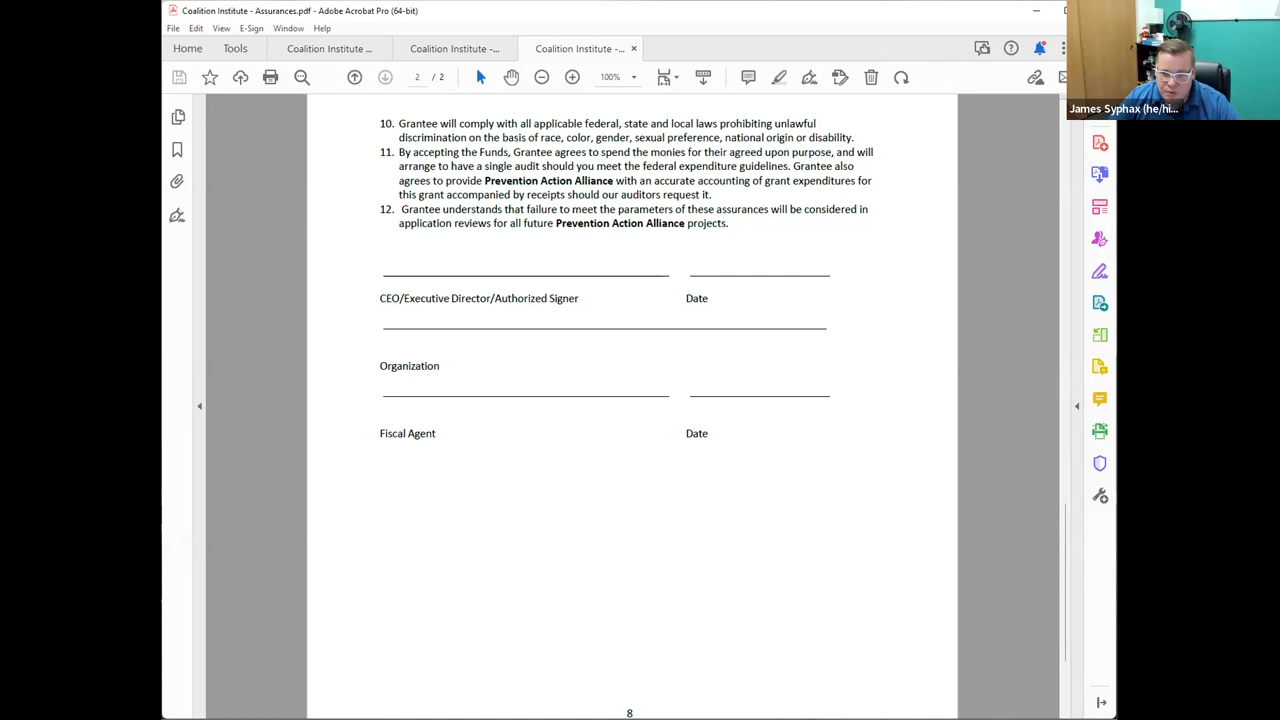 Coalition Institute - Assurances.pdf - Adobe Acrobat Pro (64-bit)
File Edit View E-Sign Window Help
Home Tools Coalition Institute ... Coalition Institute -... Coalition Institute -... ×
2 / 2 100%
James Syphax (he/hi...
10. Grantee will comply with all applicable federal, state and local laws prohibiting unlawful
discrimination on the basis of race, color, gender, sexual preference, national origin or disability.
11. By accepting the Funds, Grantee agrees to spend the monies for their agreed upon purpose, and will
arrange to have a single audit should you meet the federal expenditure guidelines. Grantee also
agrees to provide Prevention Action Alliance with an accurate accounting of grant expenditures for
this grant accompanied by receipts should our auditors request it.
12. Grantee understands that failure to meet the parameters of these assurances will be considered in
application reviews for all future Prevention Action Alliance projects.
CEO/Executive Director/Authorized Signer Date
Organization
Fiscal Agent Date
8